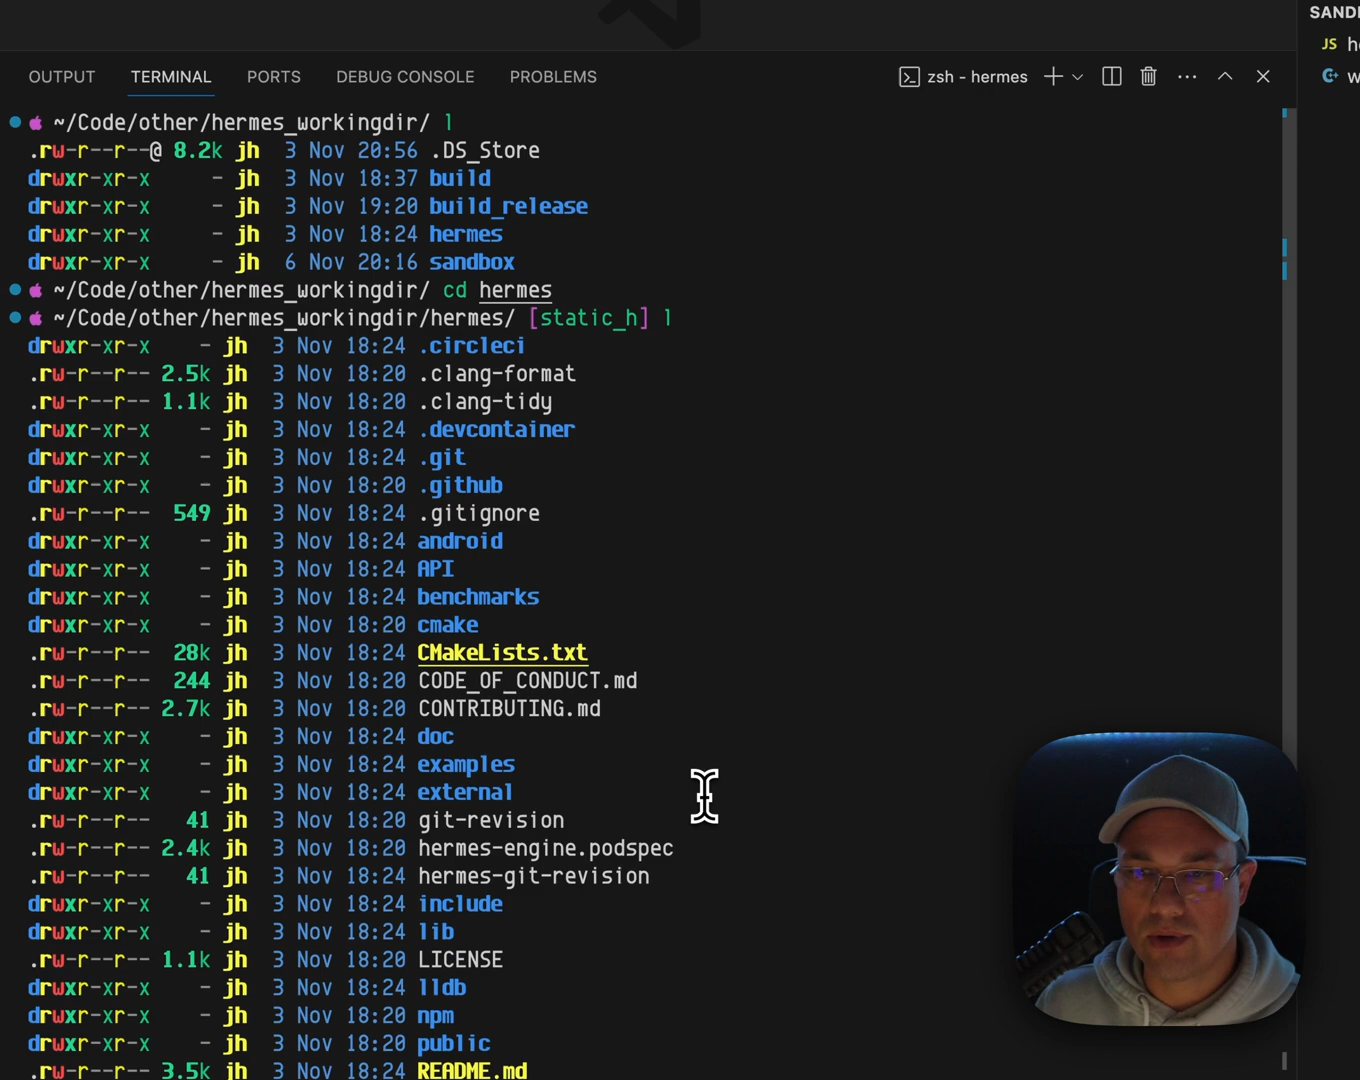 SAND
OUTPUT TERMINAL PORTS DEBUG CONSOLE PROBLEMS zsh - hermes
JS he
~/Code/other/hermes_workingdir/ l
.rw-r--r--@ 8.2k jh 3 Nov 20:56 .DS_Store
drwxr-xr-x - jh 3 Nov 18:37 build
drwxr-xr-x - jh 3 Nov 19:20 build_release
drwxr-xr-x - jh 3 Nov 18:24 hermes
drwxr-xr-x - jh 6 Nov 20:16 sandbox
~/Code/other/hermes_workingdir/ cd hermes
~/Code/other/hermes_workingdir/hermes/ [static_h] l
drwxr-xr-x - jh 3 Nov 18:24 .circleci
.rw-r--r-- 2.5k jh 3 Nov 18:20 .clang-format
.rw-r--r-- 1.1k jh 3 Nov 18:20 .clang-tidy
drwxr-xr-x - jh 3 Nov 18:24 .devcontainer
drwxr-xr-x - jh 3 Nov 18:24 .git
drwxr-xr-x - jh 3 Nov 18:20 .github
.rw-r--r-- 549 jh 3 Nov 18:24 .gitignore
drwxr-xr-x - jh 3 Nov 18:24 android
drwxr-xr-x - jh 3 Nov 18:24 API
drwxr-xr-x - jh 3 Nov 18:24 benchmarks
drwxr-xr-x - jh 3 Nov 18:24 cmake
.rw-r--r-- 28k jh 3 Nov 18:24 CMakeLists.txt
.rw-r--r-- 244 jh 3 Nov 18:20 CODE_OF_CONDUCT.md
.rw-r--r-- 2.7k jh 3 Nov 18:20 CONTRIBUTING.md
drwxr-xr-x - jh 3 Nov 18:24 doc
drwxr-xr-x - jh 3 Nov 18:24 examples
drwxr-xr-x - jh 3 Nov 18:24 external
.rw-r--r-- 41 jh 3 Nov 18:20 git-revision
.rw-r--r-- 2.4k jh 3 Nov 18:20 hermes-engine.podspec
.rw-r--r-- 41 jh 3 Nov 18:24 hermes-git-revision
drwxr-xr-x - jh 3 Nov 18:24 include
drwxr-xr-x - jh 3 Nov 18:24 lib
.rw-r--r-- 1.1k jh 3 Nov 18:20 LICENSE
drwxr-xr-x - jh 3 Nov 18:20 lldb
drwxr-xr-x - jh 3 Nov 18:24 npm
drwxr-xr-x - jh 3 Nov 18:24 public
.rw-r--r-- 3.5k jh 3 Nov 18:20 README.md